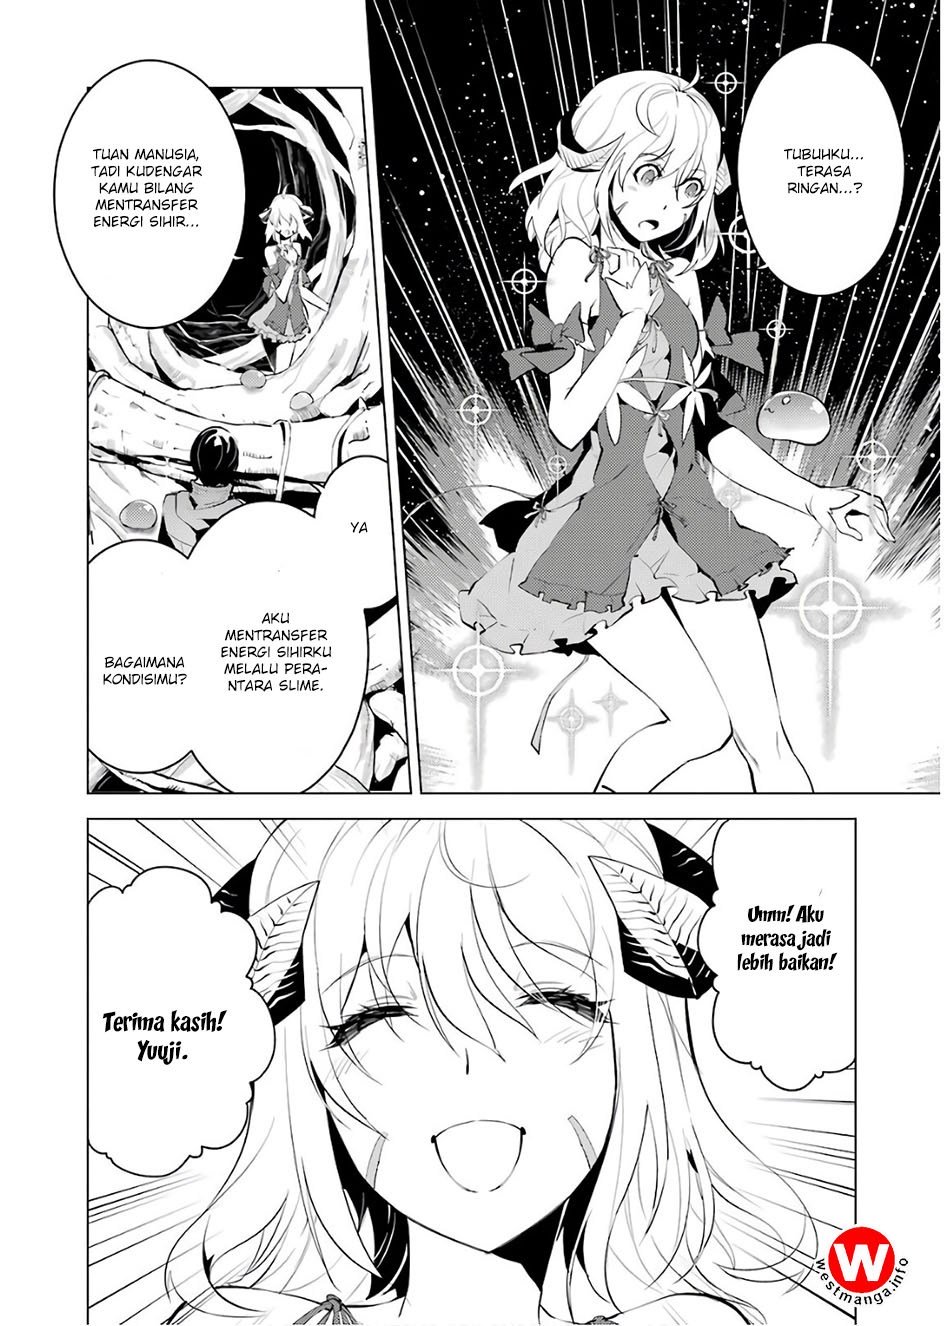 TUBUHKU...
TERASA
RINGAN...?
TUAN MANUSIA,
TADI KUDENGAR
KAMU BILANG
MENTRANSFER
ENERGI SIHIR...
YA
AKU
MENTRANSFER
ENERGI SIHIRKU
MELALU PERA-
NTARA SLIME.
BAGAIMANA
KONDISIMU?
Umm! Aku
merasa jadi
lebih baikan!
Terima kasih!
Yuuji.
W
westmanga.info